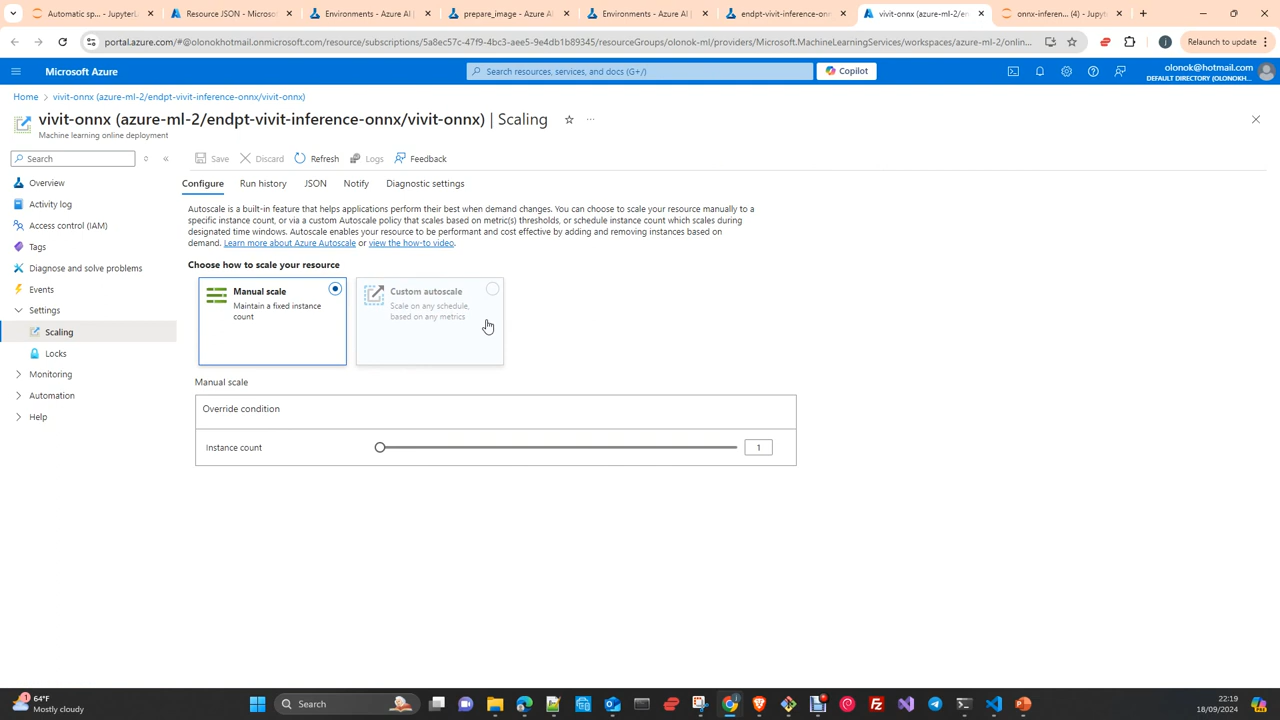 Automatic sp... - JupyterLa
Resource JSON - Microsof
Environments - Azure AI |
prepare_image - Azure AI
Environments - Azure AI |
endpt-vivit-inference-onn
vivit-onnx (azure-ml-2/en
onnx-inferen... (4) - Jupyt
portal.azure.com/#@olonokhotmail.onmicrosoft.com/resource/subscriptions/5a8ec57c-47f9-4bc3-aee5-9e4db1b89345/resourceGroups/olonok-ml/providers/Microsoft.MachineLearningServices/workspaces/azure-ml-2/onlin...
Relaunch to update
Microsoft Azure
Search resources, services, and docs (G+/)
Copilot
olonok@hotmail.com
DEFAULT DIRECTORY (OLONOKH...
Home > vivit-onnx (azure-ml-2/endpt-vivit-inference-onnx/vivit-onnx)
vivit-onnx (azure-ml-2/endpt-vivit-inference-onnx/vivit-onnx) | Scaling
Machine learning online deployment
Search
Save
Discard
Refresh
Logs
Feedback
Overview
Activity log
Access control (IAM)
Tags
Diagnose and solve problems
Events
Settings
Scaling
Locks
Monitoring
Automation
Help
Configure
Run history
JSON
Notify
Diagnostic settings
Autoscale is a built-in feature that helps applications perform their best when demand changes. You can choose to scale your resource manually to a
specific instance count, or via a custom Autoscale policy that scales based on metric(s) thresholds, or schedule instance count which scales during
designated time windows. Autoscale enables your resource to be performant and cost effective by adding and removing instances based on
demand. Learn more about Azure Autoscale or view the how-to video.
Choose how to scale your resource
Manual scale
Maintain a fixed instance
count
Custom autoscale
Scale on any schedule,
based on any metrics
Manual scale
Override condition
Instance count
1
64°F
Mostly cloudy
Search
22:19
18/09/2024